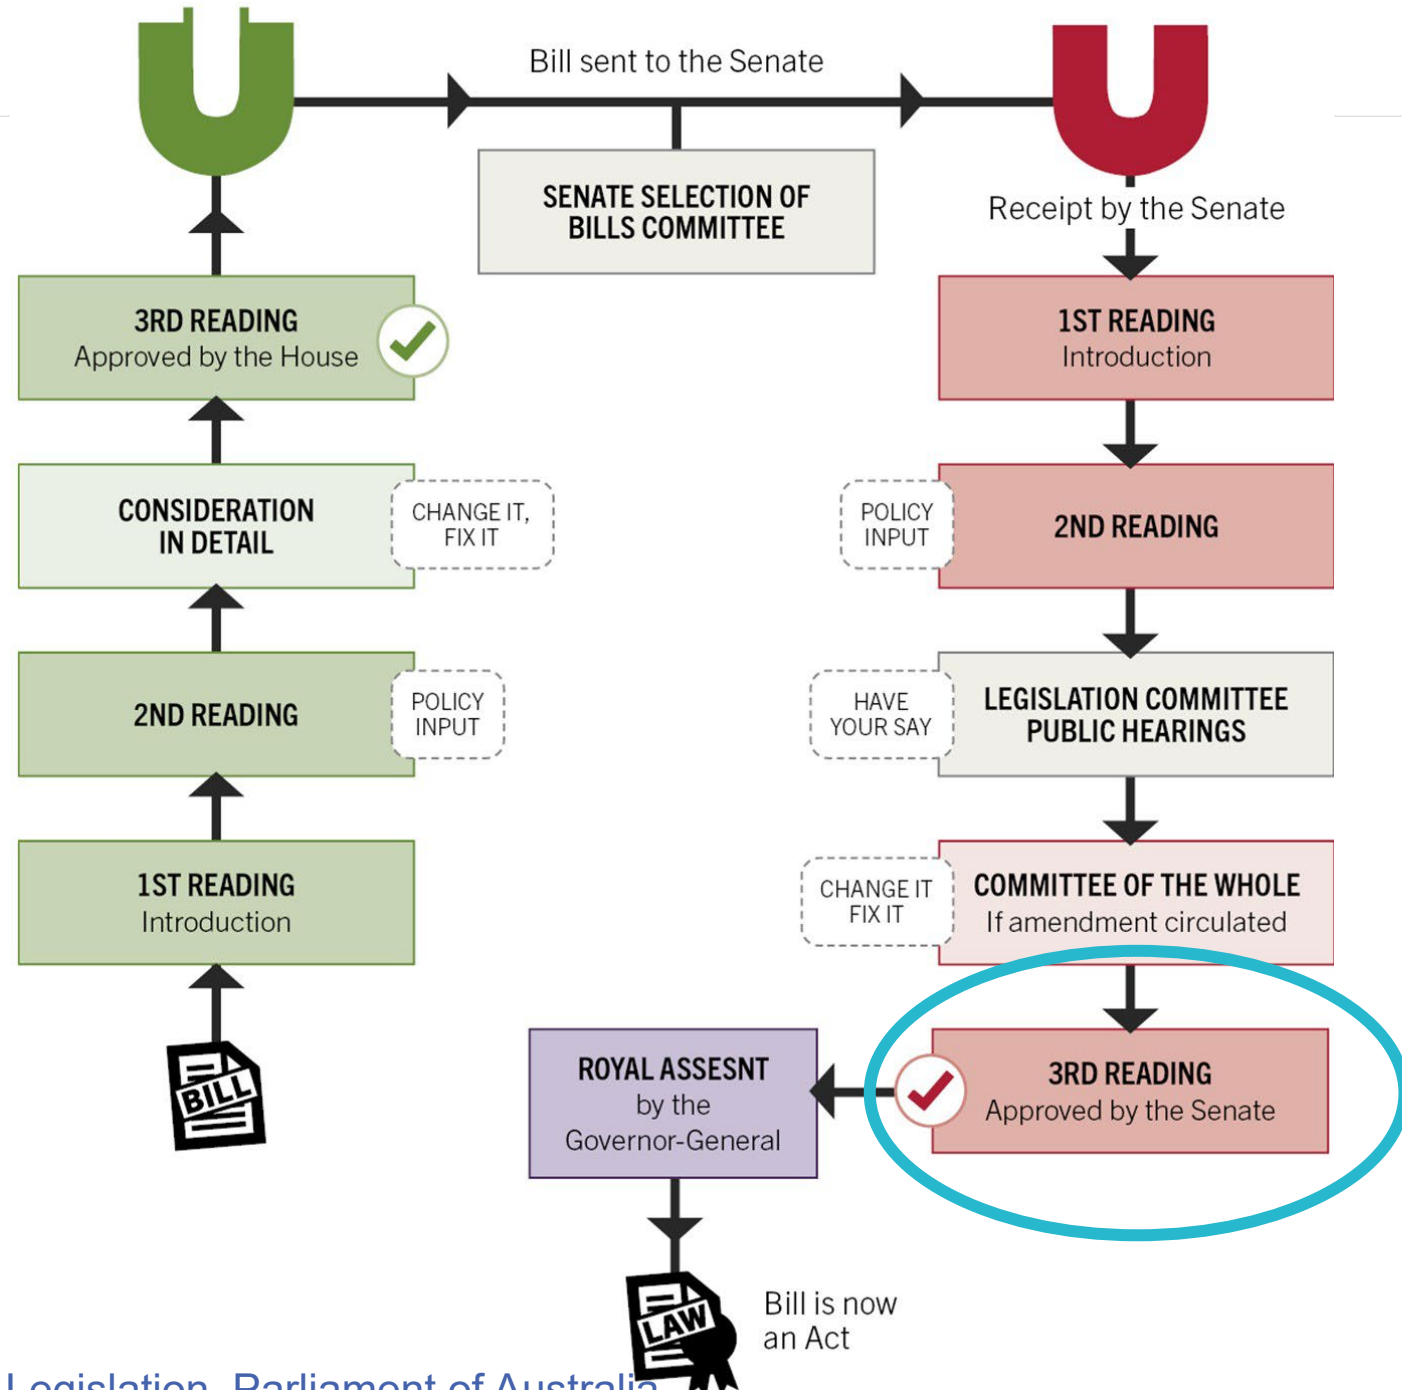 Bill sent to the Senate
SENATE SELECTION OF
BILLS COMMITTEE
Receipt by the Senate
3RD READING
Approved by the House
CONSIDERATION
IN DETAIL
CHANGE IT,
FIX IT
2ND READING
POLICY
INPUT
1ST READING
Introduction
BILL
1ST READING
Introduction
POLICY
INPUT
2ND READING
HAVE
YOUR SAY
LEGISLATION COMMITTEE
PUBLIC HEARINGS
CHANGE IT
FIX IT
COMMITTEE OF THE WHOLE
If amendment circulated
3RD READING
Approved by the Senate
ROYAL ASSESNT
by the
Governor-General
LAW
Bill is now
an Act
Legislation, Parliament of Australia